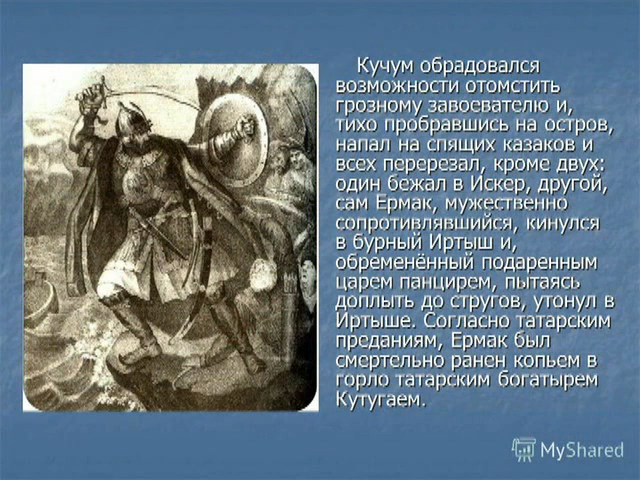 Кучум обрадовался
возможности отомстить
грозному завоевателю и,
тихо пробравшись на остров,
напал на спящих казаков и
всех перерезал, кроме двух:
один бежал в Искер, другой,
сам Ермак, мужественно
сопротивлявшийся, кинулся
в бурный Иртыш и,
обременённый подаренным
царем панцирем, пытаясь
доплыть до стругов, утонул в
Иртыше. Согласно татарским
преданиям, Ермак был
смертельно ранен копьем в
горло татарским богатырем
Кутугаем.
MyShared